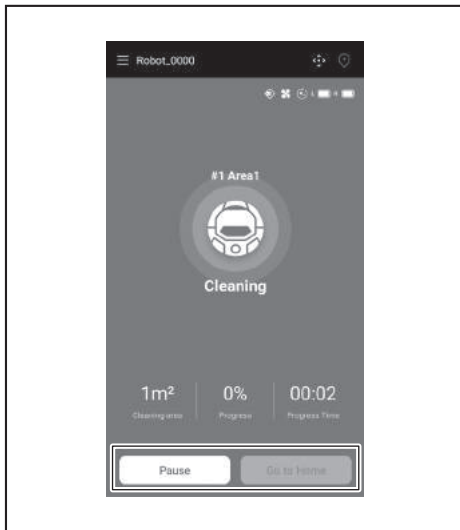 Robot_0000
#1 Area1
Cleaning
1m² 0% 00:02
Cleaning area Progress Progress Time
Pause Go to Home